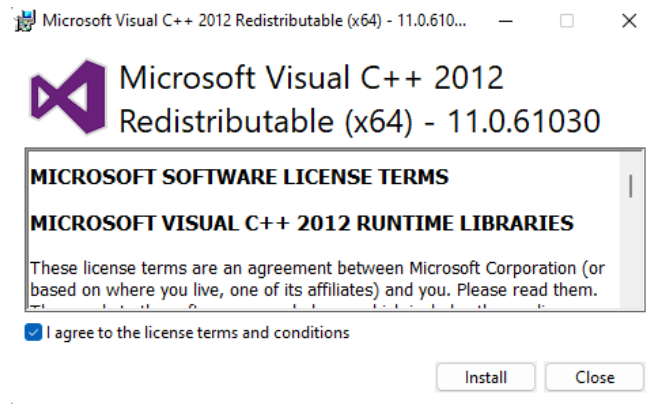 Microsoft Visual C++ 2012 Redistributable (x64) - 11.0.610...
Microsoft Visual C++ 2012
Redistributable (x64) - 11.0.61030
MICROSOFT SOFTWARE LICENSE TERMS
MICROSOFT VISUAL C++ 2012 RUNTIME LIBRARIES
These license terms are an agreement between Microsoft Corporation (or
based on where you live, one of its affiliates) and you. Please read them.
I agree to the license terms and conditions
Install Close